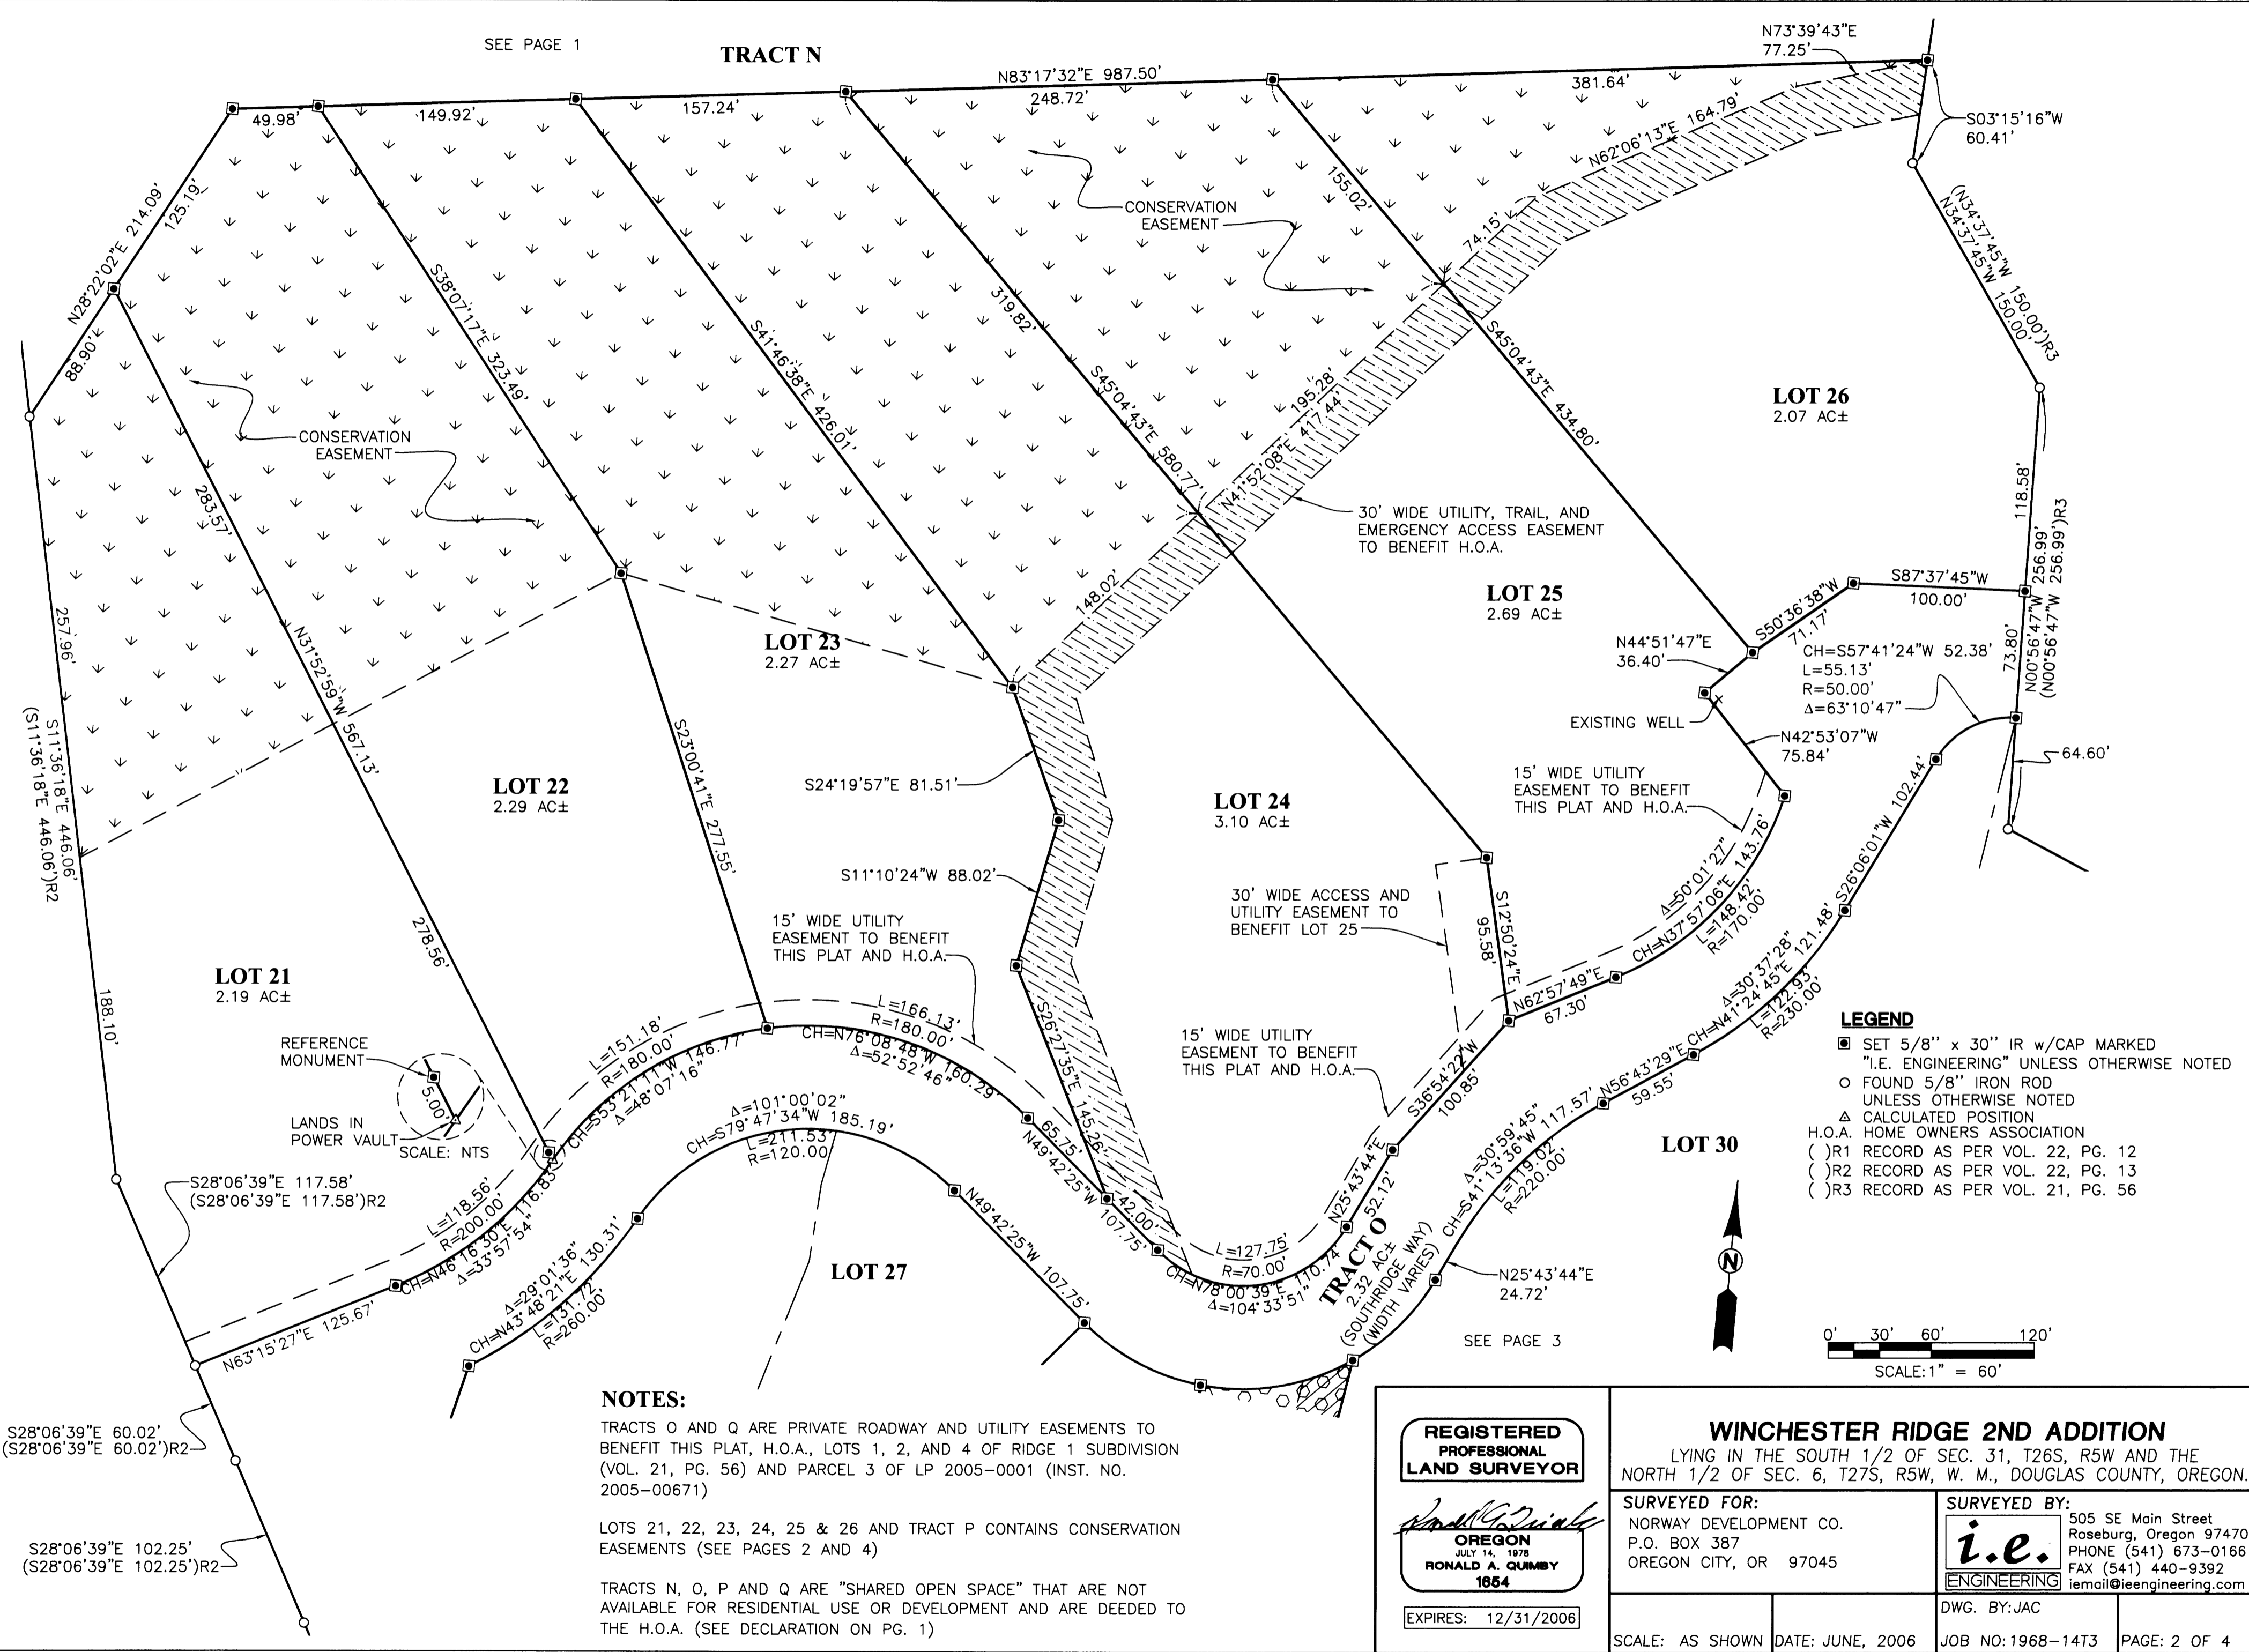 SEE PAGE 1
TRACT N
N83°17'32"E 987.50'
N73°39'43"E
77.25'
49.98'
149.92'
157.24'
248.72'
381.64'
S03°15'16"W
60.41'
N62°06'13"E 164.79'
N28°22'02"E 214.09'
125.19'
88.90'
CONSERVATION
EASEMENT
155.02'
74.15'
(N34°37'45"W 150.00')R3
N34°37'45"W 150.00'
S38°07'17"E 323.49'
S41°46'38"E 426.01'
319.82'
S45°04'43"E 580.77'
S45°04'43"E 434.80'
195.28'
N41°52'08"E 417.44'
148.02'
LOT 26
2.07 AC±
CONSERVATION
EASEMENT
283.57'
30' WIDE UTILITY, TRAIL, AND
EMERGENCY ACCESS EASEMENT
TO BENEFIT H.O.A.
118.58'
N00°56'47"W 256.99'
(N00°56'47"W 256.99')R3
73.80'
S87°37'45"W
100.00'
S50°36'38"W
71.17'
LOT 25
2.69 AC±
N44°51'47"E
36.40'
CH=S57°41'24"W 52.38'
L=55.13'
R=50.00'
Δ=63°10'47"
EXISTING WELL
N42°53'07"W
75.84'
64.60'
257.96'
S11°36'18"E 446.06'
(S11°36'18"E 446.06')R2
188.10'
N31°52'59"W 567.13'
278.56'
LOT 23
2.27 AC±
LOT 22
2.29 AC±
S23°00'41"E 277.55'
S24°19'57"E 81.51'
S11°10'24"W 88.02'
LOT 24
3.10 AC±
15' WIDE UTILITY
EASEMENT TO BENEFIT
THIS PLAT AND H.O.A.
S26°06'01"W 102.44'
15' WIDE UTILITY
EASEMENT TO BENEFIT
THIS PLAT AND H.O.A.
30' WIDE ACCESS AND
UTILITY EASEMENT TO
BENEFIT LOT 25
S12°50'24"E
95.58'
Δ=50°01'27"
CH=N37°57'06"E 143.76'
L=148.42'
R=170.00'
N62°57'49"E
67.30'
LOT 21
2.19 AC±
REFERENCE
MONUMENT
5.00'
LANDS IN
POWER VAULT
SCALE: NTS
L=151.18'
R=180.00'
CH=S53°21'11"W 146.77'
Δ=48°07'16"
L=166.13'
R=180.00'
CH=N76°08'48"W 160.29'
Δ=52°52'46"
S26°27'35"E 145.26'
15' WIDE UTILITY
EASEMENT TO BENEFIT
THIS PLAT AND H.O.A.
S36°54'22"W
100.85'
Δ=30°37'28"
CH=N41°24'45"E 121.48'
L=122.93'
R=230.00'
N56°43'29"E
59.55'
LOT 30
65.75'
N49°42'25"W 107.75'
42.00'
Δ=101°00'02"
CH=S79°47'34"W 185.19'
L=211.53'
R=120.00'
S28°06'39"E 117.58'
(S28°06'39"E 117.58')R2
L=118.56'
R=200.00'
CH=N46°16'30"E 116.83'
Δ=33°57'54"
N63°15'27"E 125.67'
Δ=29°01'36"
CH=N43°48'21"E 130.31'
L=131.72'
R=260.00'
LOT 27
N49°42'25"W 107.75'
L=127.75'
R=70.00'
CH=N78°00'39"E 110.74'
Δ=104°33'51"
N25°43'44"E
52.12'
TRACT O
2.32 AC±
(SOUTHRIDGE WAY)
(WIDTH VARIES)
Δ=30°59'45"
CH=S41°13'36"W 117.57'
L=119.02'
R=220.00'
N25°43'44"E
24.72'
SEE PAGE 3
LEGEND
SET 5/8'' x 30'' IR w/CAP MARKED
"I.E. ENGINEERING" UNLESS OTHERWISE NOTED
FOUND 5/8'' IRON ROD
UNLESS OTHERWISE NOTED
CALCULATED POSITION
H.O.A. HOME OWNERS ASSOCIATION
( )R1 RECORD AS PER VOL. 22, PG. 12
( )R2 RECORD AS PER VOL. 22, PG. 13
( )R3 RECORD AS PER VOL. 21, PG. 56
N
0' 30' 60' 120'
SCALE: 1" = 60'
S28°06'39"E 60.02'
(S28°06'39"E 60.02')R2
S28°06'39"E 102.25'
(S28°06'39"E 102.25')R2
NOTES:
TRACTS O AND Q ARE PRIVATE ROADWAY AND UTILITY EASEMENTS TO
BENEFIT THIS PLAT, H.O.A., LOTS 1, 2, AND 4 OF RIDGE 1 SUBDIVISION
(VOL. 21, PG. 56) AND PARCEL 3 OF LP 2005-0001 (INST. NO.
2005-00671)
LOTS 21, 22, 23, 24, 25 & 26 AND TRACT P CONTAINS CONSERVATION
EASEMENTS (SEE PAGES 2 AND 4)
TRACTS N, O, P AND Q ARE "SHARED OPEN SPACE" THAT ARE NOT
AVAILABLE FOR RESIDENTIAL USE OR DEVELOPMENT AND ARE DEEDED TO
THE H.O.A. (SEE DECLARATION ON PG. 1)
REGISTERED
PROFESSIONAL
LAND SURVEYOR
OREGON
JULY 14, 1978
RONALD A. QUIMBY
1654
EXPIRES: 12/31/2006
WINCHESTER RIDGE 2ND ADDITION
LYING IN THE SOUTH 1/2 OF SEC. 31, T26S, R5W AND THE
NORTH 1/2 OF SEC. 6, T27S, R5W, W. M., DOUGLAS COUNTY, OREGON.
SURVEYED FOR:
NORWAY DEVELOPMENT CO.
P.O. BOX 387
OREGON CITY, OR 97045
SURVEYED BY:
i.e.
ENGINEERING
505 SE Main Street
Roseburg, Oregon 97470
PHONE (541) 673-0166
FAX (541) 440-9392
iemail@ieengineering.com
SCALE: AS SHOWN
DATE: JUNE, 2006
DWG. BY: JAC
JOB NO: 1968-14T3
PAGE: 2 OF 4